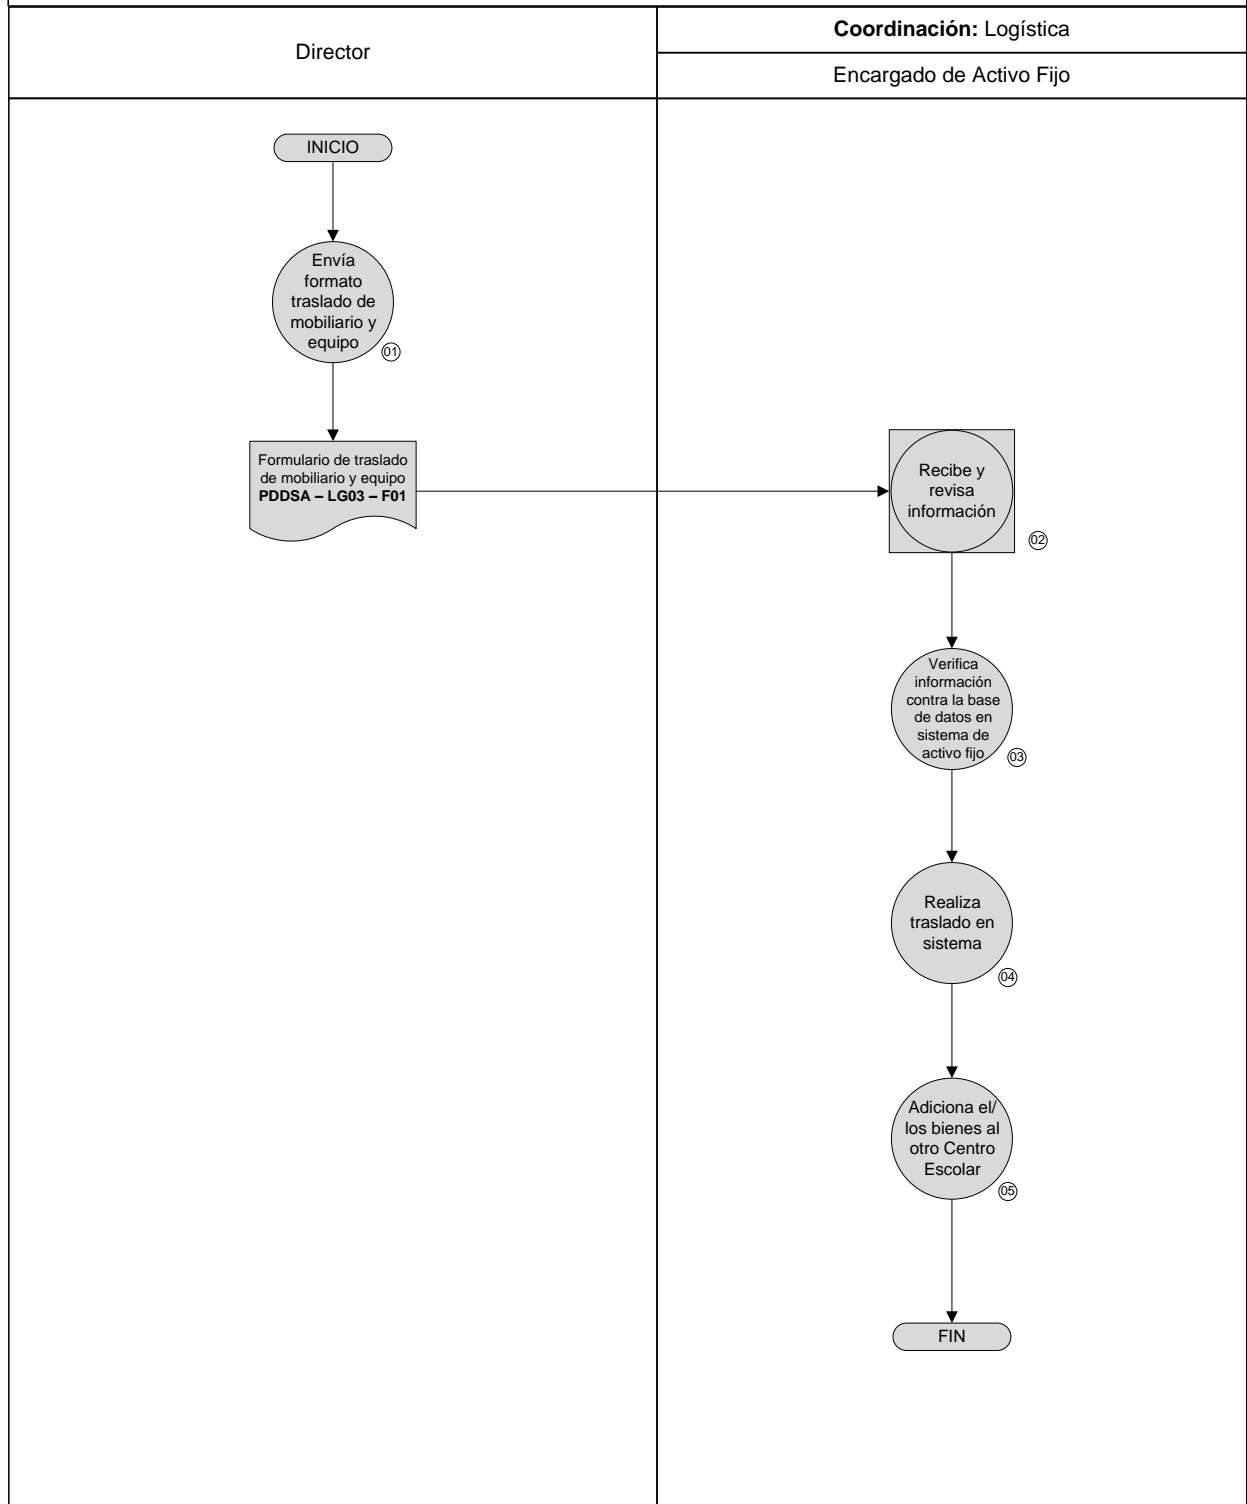 Director
Coordinación: Logística
Encargado de Activo Fijo
INICIO
Envía
formato
traslado de
mobiliario y
equipo
01
Formulario de traslado
de mobiliario y equipo
PDDSA – LG03 – F01
Recibe y
revisa
información
02
Verifica
información
contra la base
de datos en
sistema de
activo fijo
03
Realiza
traslado en
sistema
04
Adiciona el/
los bienes al
otro Centro
Escolar
05
FIN